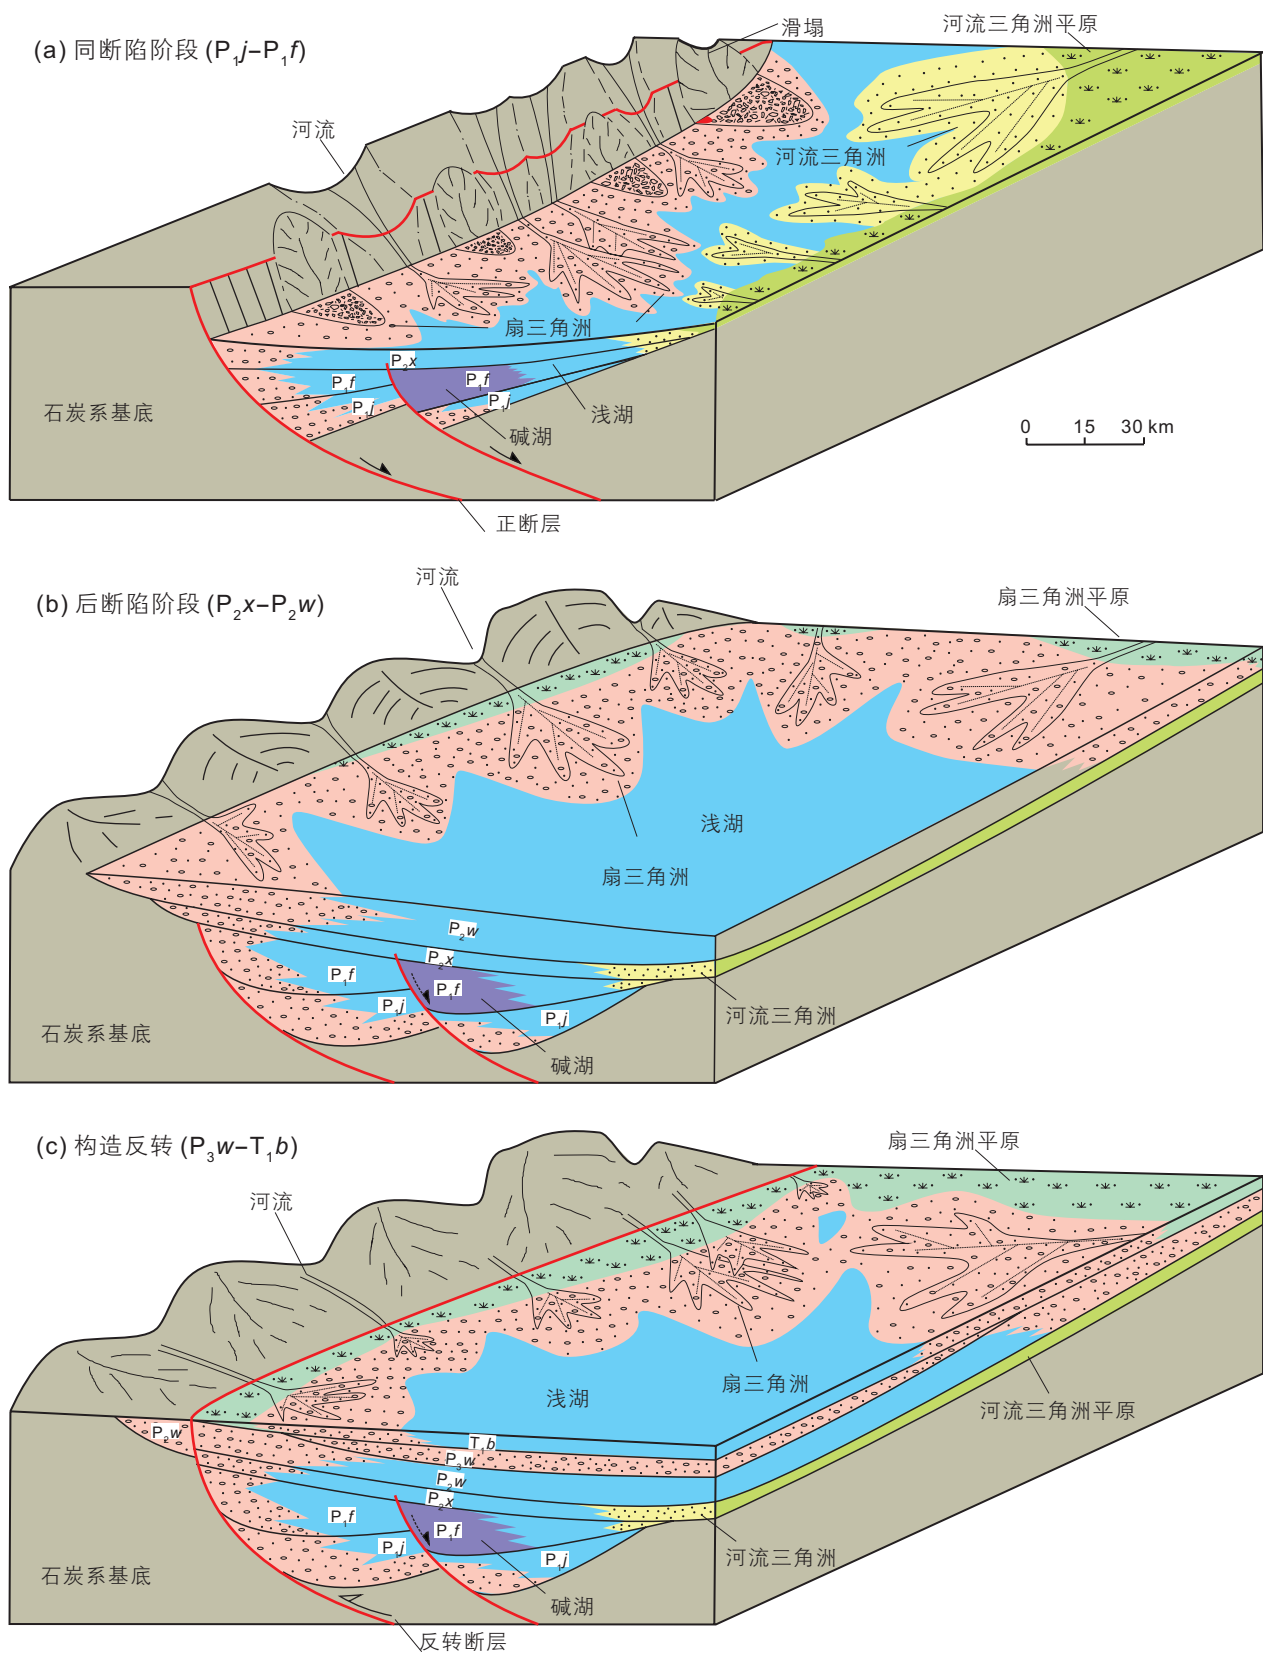 (a) 同断陷阶段 (P₁j–P₁f)
滑塌
河流三角洲平原
河流
河流三角洲
扇三角洲
P₂x
P₁f
P₁f
P₁j
P₁j
浅湖
石炭系基底
碱湖
0 15 30 km
正断层
(b) 后断陷阶段 (P₂x–P₂w)
河流
扇三角洲平原
浅湖
扇三角洲
P₂w
P₂x
P₁f
P₁f
P₁j
P₁j
河流三角洲
石炭系基底
碱湖
(c) 构造反转 (P₃w–T₁b)
扇三角洲平原
河流
浅湖
扇三角洲
河流三角洲平原
P₂w
T₁b
P₃w
P₂w
P₂x
P₁f
P₁f
P₁j
P₁j
河流三角洲
石炭系基底
碱湖
反转断层